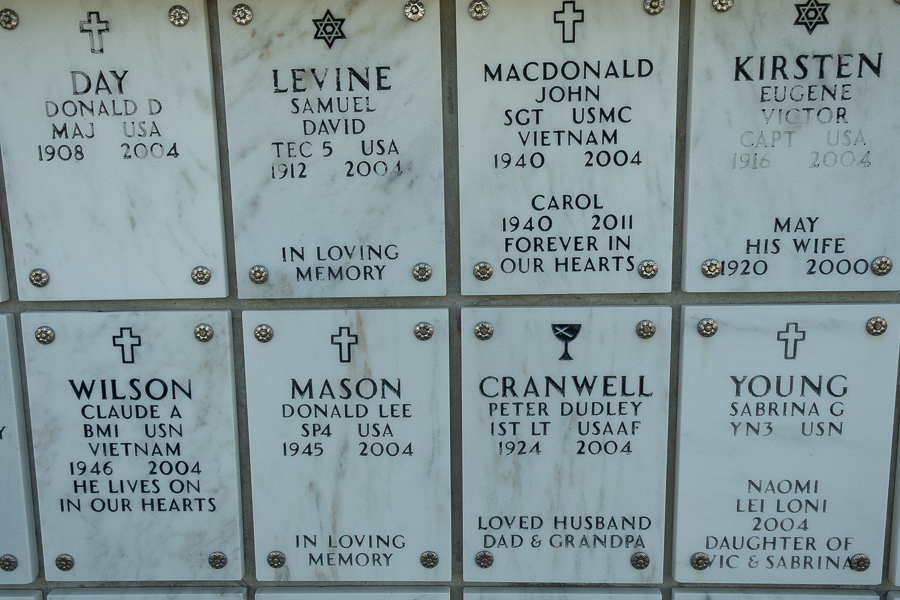 DAY
DONALD D
MAJ USA
1908 2004
LEVINE
SAMUEL
DAVID
TEC 5 USA
1912 2004
IN LOVING
MEMORY
MACDONALD
JOHN
SGT USMC
VIETNAM
1940 2004
CAROL
1940 2011
FOREVER IN
OUR HEARTS
KIRSTEN
EUGENE
VICTOR
CAPT USA
1916 2004
MAY
HIS WIFE
1920 2000
Y
WILSON
CLAUDE A
BM1 USN
VIETNAM
1946 2004
HE LIVES ON
IN OUR HEARTS
MASON
DONALD LEE
SP4 USA
1945 2004
IN LOVING
MEMORY
CRANWELL
PETER DUDLEY
1ST LT USAAF
1924 2004
LOVED HUSBAND
DAD & GRANDPA
YOUNG
SABRINA G
YN3 USN
NAOMI
LEI LONI
2004
DAUGHTER OF
VIC & SABRINA